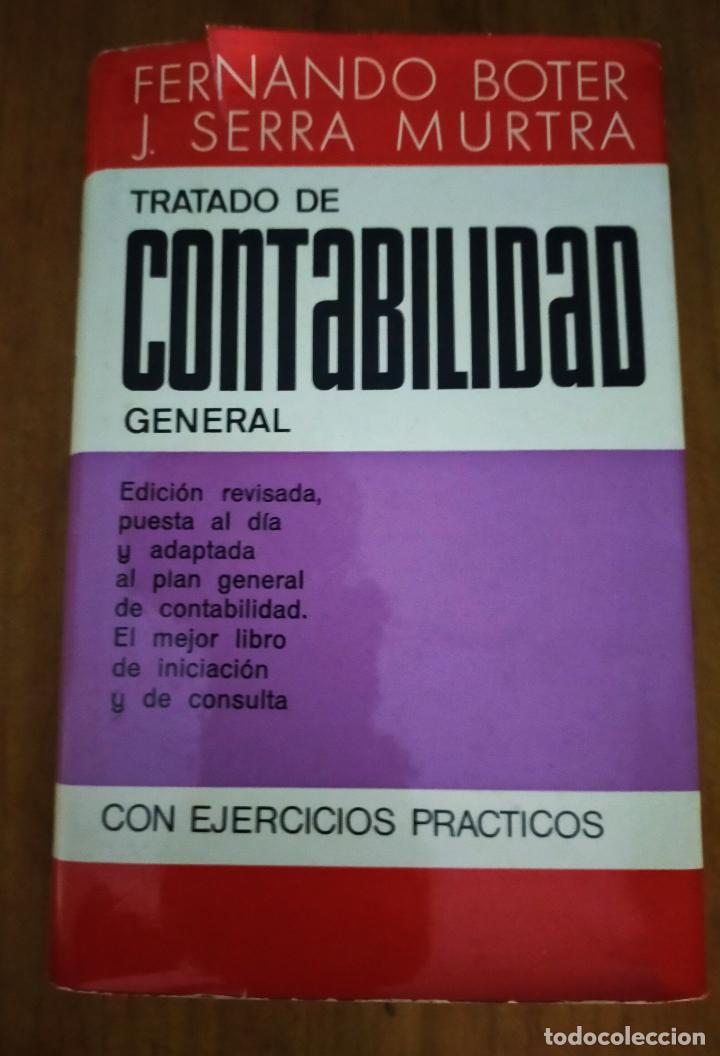 FERNANDO BOTER
J. SERRA MURTRA
TRATADO DE
CONTABILIDAD
GENERAL
Edición revisada,
puesta al día
y adaptada
al plan general
de contabilidad.
El mejor libro
de iniciación
y de consulta
CON EJERCICIOS PRACTICOS
todocoleccion